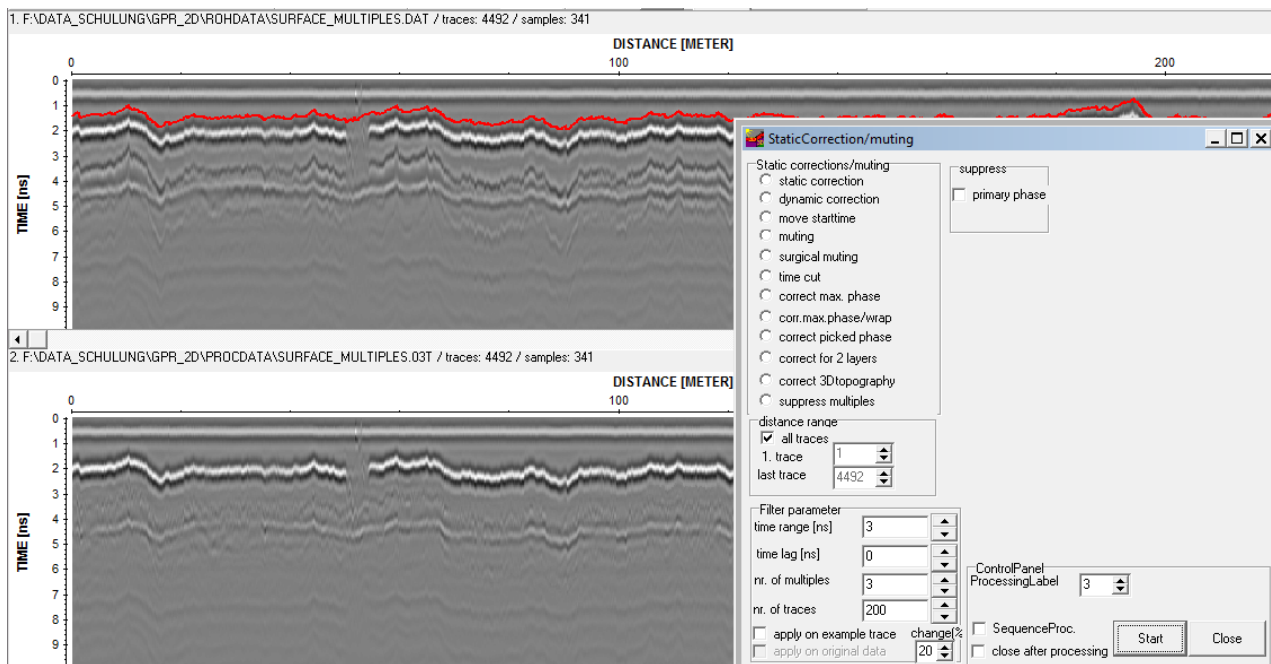 1. F:\DATA_SCHULUNG\GPR_2D\ROHDATA\SURFACE_MULTIPLES.DAT / traces: 4492 / samples: 341
DISTANCE [METER]
0 100 200
TIME [ns]
0
1
2
3
4
5
6
7
8
9
2. F:\DATA_SCHULUNG\GPR_2D\PROCDATA\SURFACE_MULTIPLES.03T / traces: 4492 / samples: 341
DISTANCE [METER]
0 100
TIME [ns]
0
1
2
3
4
5
6
7
8
9
StaticCorrection/muting
Static corrections/muting
static correction
dynamic correction
move starttime
muting
surgical muting
time cut
correct max. phase
corr.max.phase/wrap
correct picked phase
correct for 2 layers
correct 3Dtopography
suppress multiples
suppress
primary phase
distance range
all traces
1. trace 1
last trace 4492
Filter parameter
time range [ns] 3
time lag [ns] 0
nr. of multiples 3
nr. of traces 200
apply on example trace change(%
apply on original data 20
ControlPanel
ProcessingLabel 3
SequenceProc.
close after processing
Start Close